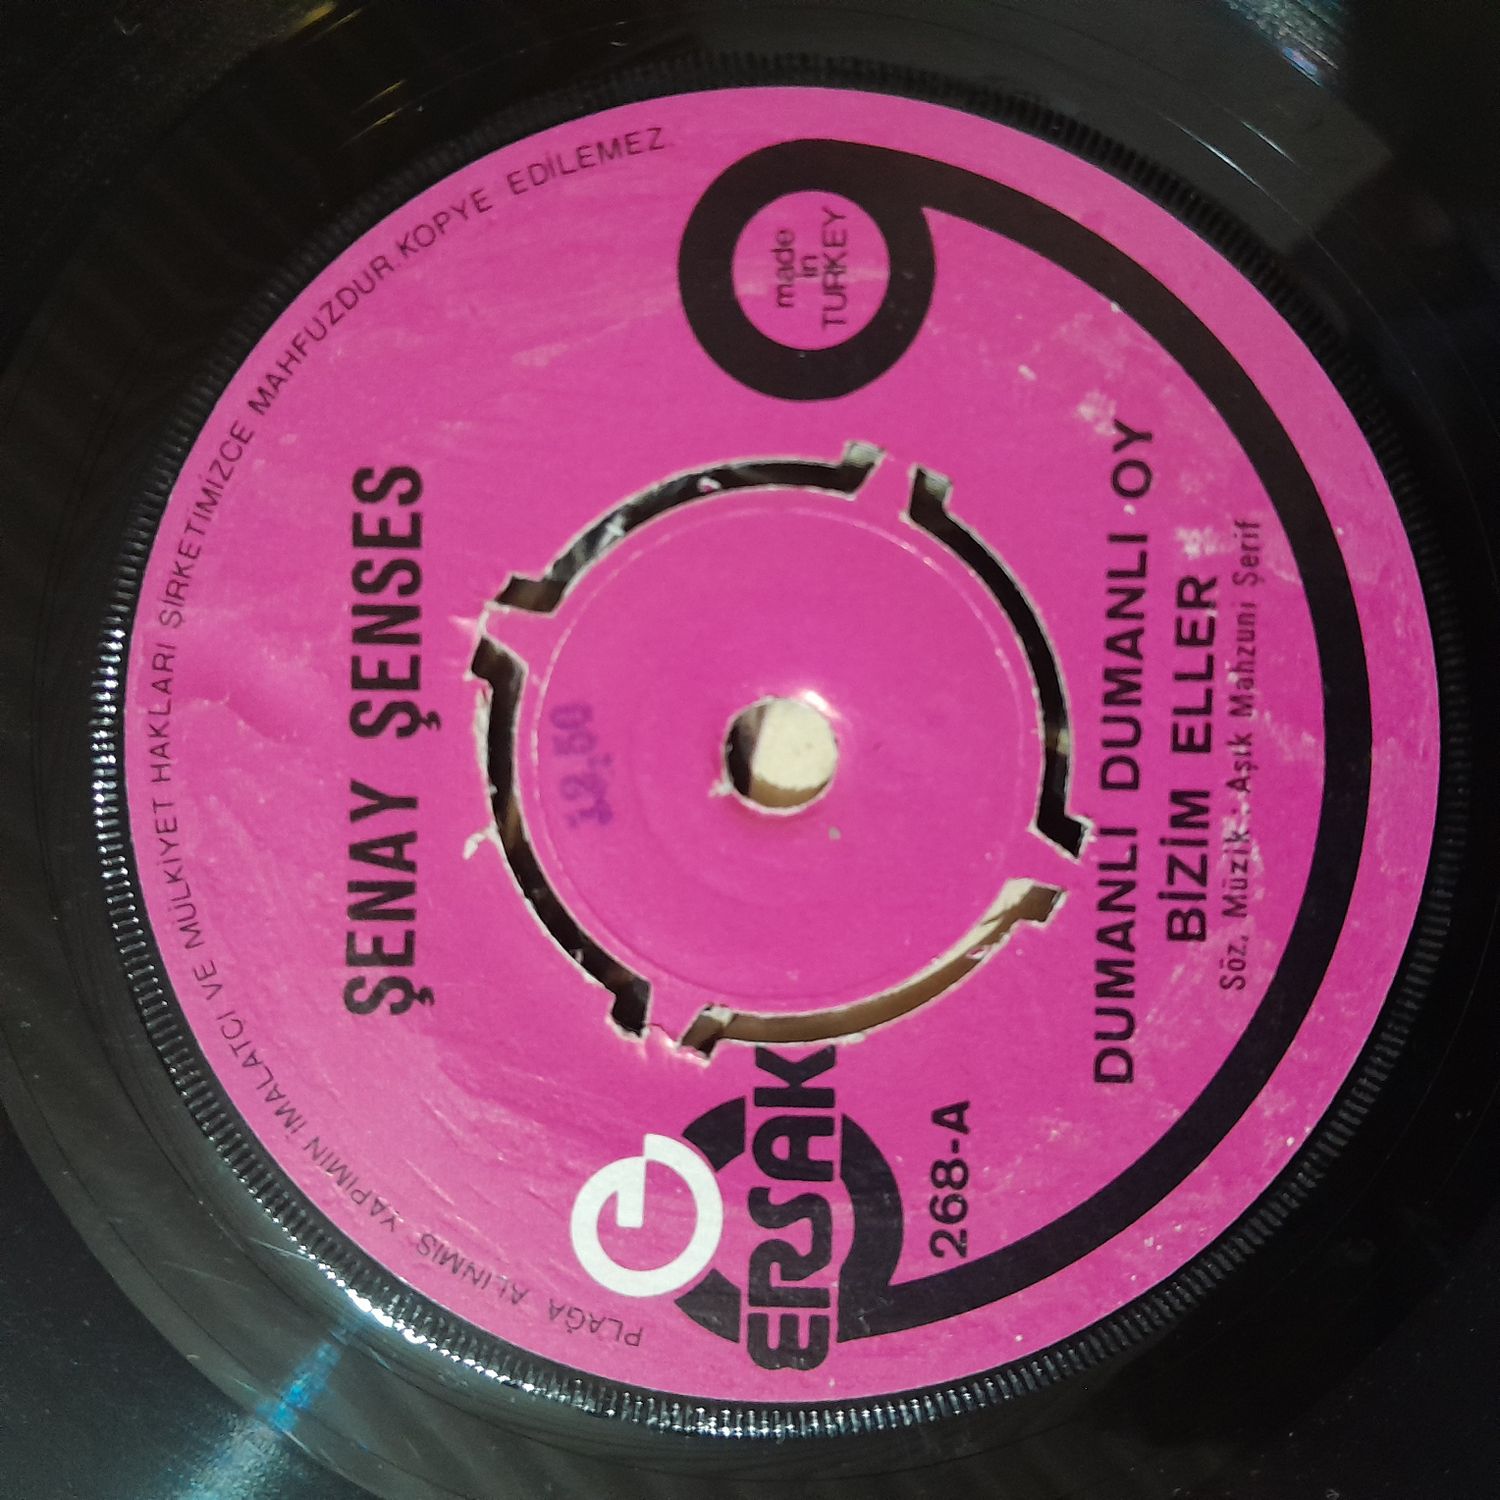 PLAĞA ALINMIŞ YAPIMIN İMALATÇI VE MÜLKİYET HAKLARI ŞİRKETİMİZCE MAHFUZDUR. KOPYE EDİLEMEZ.
ŞENAY ŞENSES
12.50
ERSAK
made
in
TURKEY
268-A
DUMANLI DUMANLI OY
BİZİM ELLER
Söz, Müzik: Aşık Mahzuni Şerif